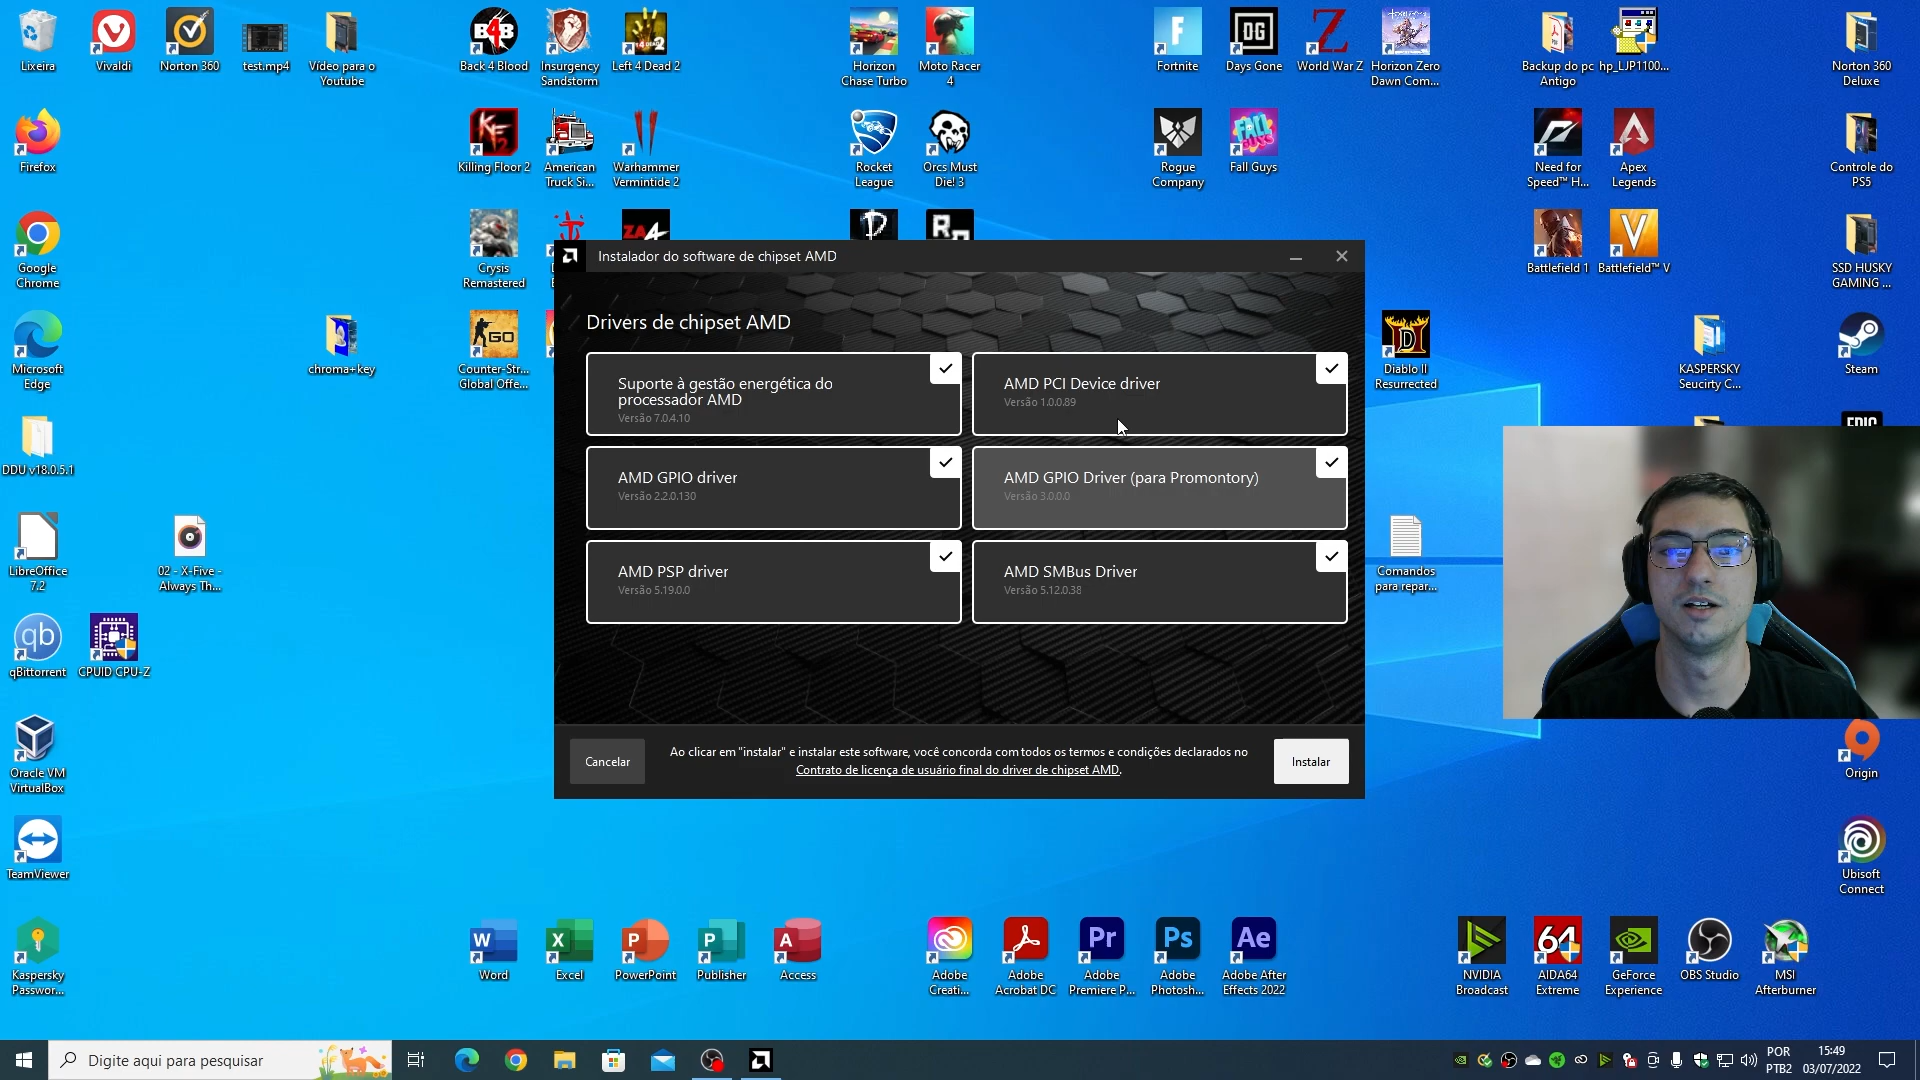 Lixeira
Vivaldi
Norton 360
test.mp4
Vídeo para o
Youtube
Back 4 Blood
Insurgency
Sandstorm
Left 4 Dead 2
Horizon
Chase Turbo
Moto Racer
4
Fortnite
Days Gone
World War Z
Horizon Zero
Dawn Com...
Backup do pc
Antigo
hp_LJP1100...
Norton 360
Deluxe
Firefox
Killing Floor 2
American
Truck Si...
Warhammer
Vermintide 2
Rocket
League
Orcs Must
Die! 3
Rogue
Company
Fall Guys
Need for
Speed™ H...
Apex
Legends
Controle do
PS5
Google
Chrome
Crysis
Remastered
Battlefield 1
Battlefield™ V
SSD HUSKY
GAMING ...
Instalador do software de chipset AMD
Drivers de chipset AMD
Suporte à gestão energética do
processador AMD
Versão 7.0.4.10
AMD PCI Device driver
Versão 1.0.0.89
AMD GPIO driver
Versão 2.2.0.130
AMD GPIO Driver (para Promontory)
Versão 3.0.0.0
AMD PSP driver
Versão 5.19.0.0
AMD SMBus Driver
Versão 5.12.0.38
Cancelar
Ao clicar em "instalar" e instalar este software, você concorda com todos os termos e condições declarados no
Contrato de licença de usuário final do driver de chipset AMD.
Instalar
Microsoft
Edge
chroma+key
Counter-Str...
Global Offe...
Diablo II
Resurrected
KASPERSKY
Seucirty C...
Steam
DDU v18.0.5.1
LibreOffice
7.2
02 - X-Five -
Always Th...
Comandos
para repar...
qBittorrent
CPUID CPU-Z
Oracle VM
VirtualBox
Origin
TeamViewer
Ubisoft
Connect
Kaspersky
Passwor...
Word
Excel
PowerPoint
Publisher
Access
Adobe
Creati...
Adobe
Acrobat DC
Adobe
Premiere P...
Adobe
Photosh...
Adobe After
Effects 2022
NVIDIA
Broadcast
AIDA64
Extreme
GeForce
Experience
OBS Studio
MSI
Afterburner
Digite aqui para pesquisar
POR
PTB2
15:49
03/07/2022